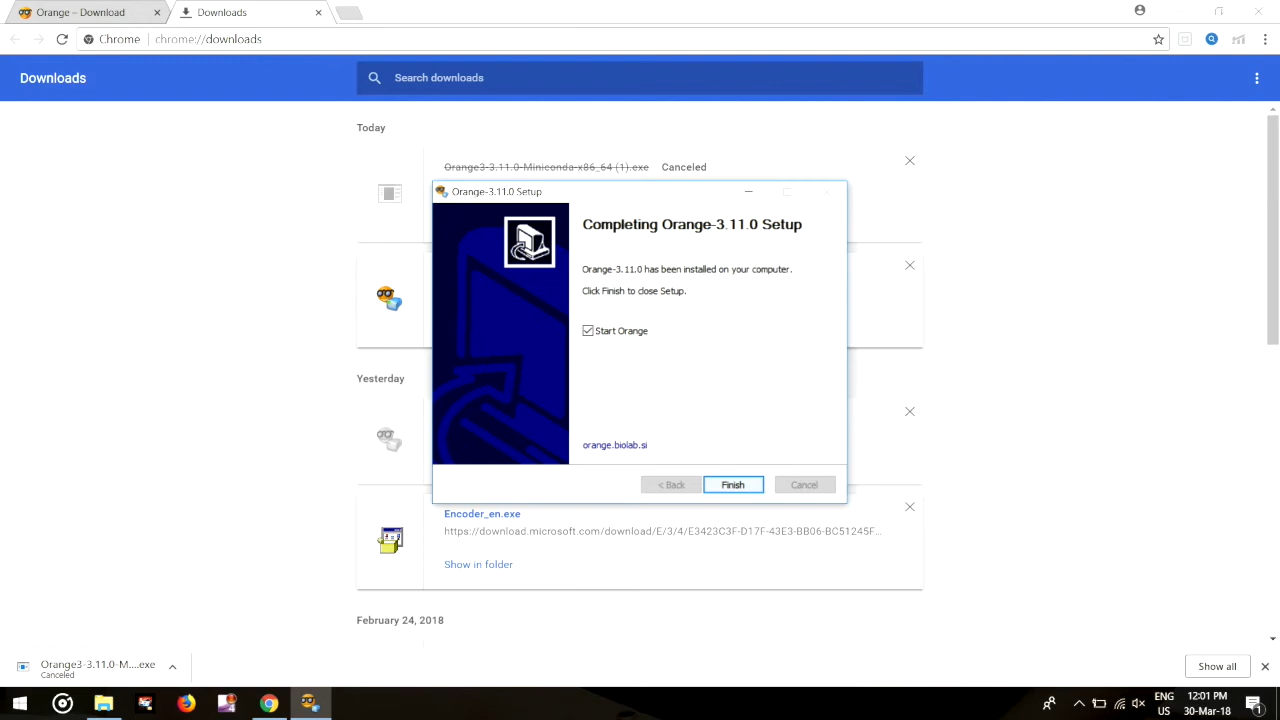 Orange – Download
Downloads
Chrome
chrome://downloads
Downloads
Search downloads
Today
Orange3-3.11.0-Miniconda-x86_64 (1).exe Canceled
Orange-3.11.0 Setup
Completing Orange-3.11.0 Setup
Orange-3.11.0 has been installed on your computer.
Click Finish to close Setup.
Start Orange
Yesterday
orange.biolab.si
< Back
Finish
Cancel
Encoder_en.exe
https://download.microsoft.com/download/E/3/4/E3423C3F-D17F-43E3-BB06-BC51245F...
Show in folder
February 24, 2018
Orange3-3.11.0-M....exe
Canceled
Show all
ENG
US
12:01 PM
30-Mar-18
1